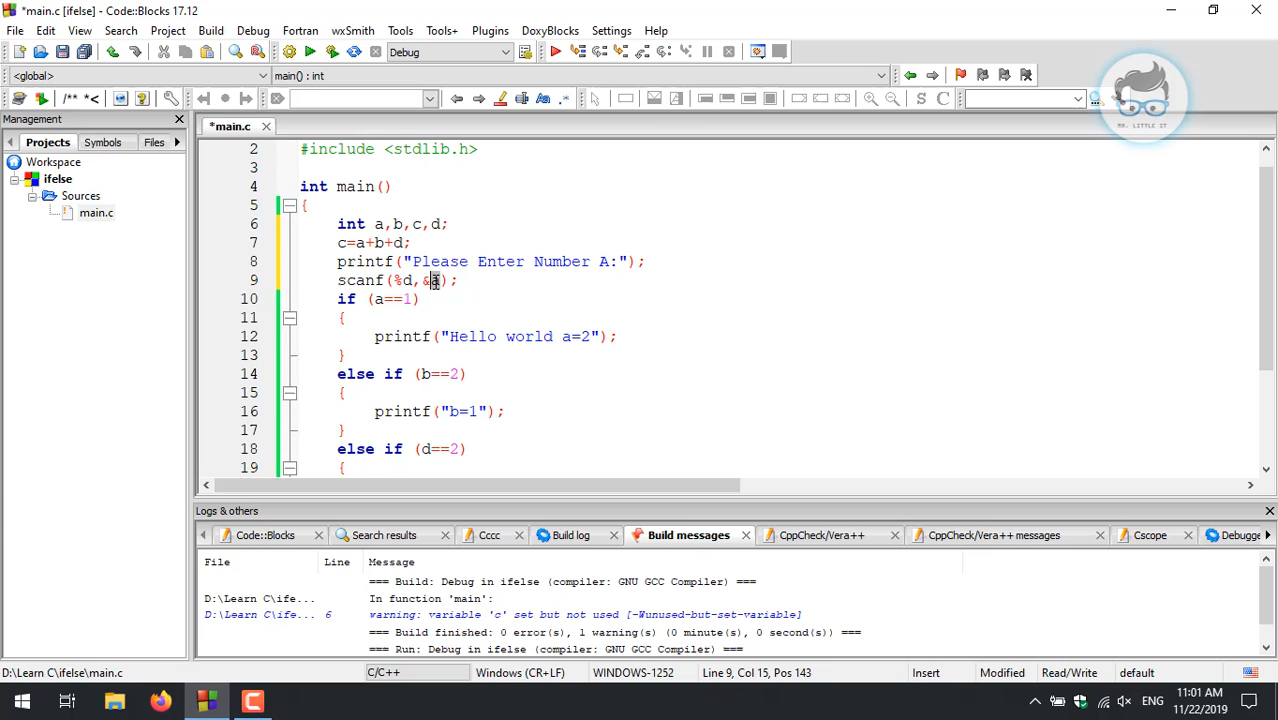 *main.c [ifelse] - Code::Blocks 17.12
File Edit View Search Project Build Debug Fortran wxSmith Tools Tools+ Plugins DoxyBlocks Settings Help
Debug
<global> main() : int
/** *<
S C
MR. LITTLE IT
Management
Projects Symbols Files
*main.c
Workspace
ifelse
Sources
main.c
2 #include <stdlib.h>
3
4 int main()
5 {
6 int a,b,c,d;
7 c=a+b+d;
8 printf("Please Enter Number A:");
9 scanf(%d,&a);
10 if (a==1)
11 {
12 printf("Hello world a=2");
13 }
14 else if (b==2)
15 {
16 printf("b=1");
17 }
18 else if (d==2)
19 {
Logs & others
Code::Blocks Search results Cccc Build log Build messages CppCheck/Vera++ CppCheck/Vera++ messages Cscope Debugge
File Line Message
=== Build: Debug in ifelse (compiler: GNU GCC Compiler) ===
D:\Learn C\ife... In function 'main':
D:\Learn C\ife... 6 warning: variable 'c' set but not used [-Wunused-but-set-variable]
=== Build finished: 0 error(s), 1 warning(s) (0 minute(s), 0 second(s)) ===
=== Run: Debug in ifelse (compiler: GNU GCC Compiler) ===
D:\Learn C\ifelse\main.c C/C++ Windows (CR+LF) WINDOWS-1252 Line 9, Col 15, Pos 143 Insert Modified Read/Write default
ENG 11:01 AM
11/22/2019